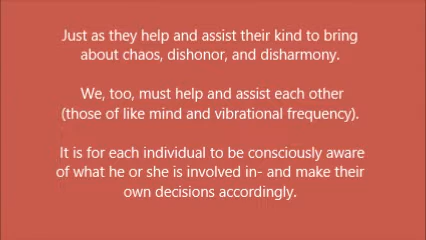 Just as they help and assist their kind to bring
about chaos, dishonor, and disharmony.
We, too, must help and assist each other
(those of like mind and vibrational frequency).
It is for each individual to be consciously aware
of what he or she is involved in- and make their
own decisions accordingly.